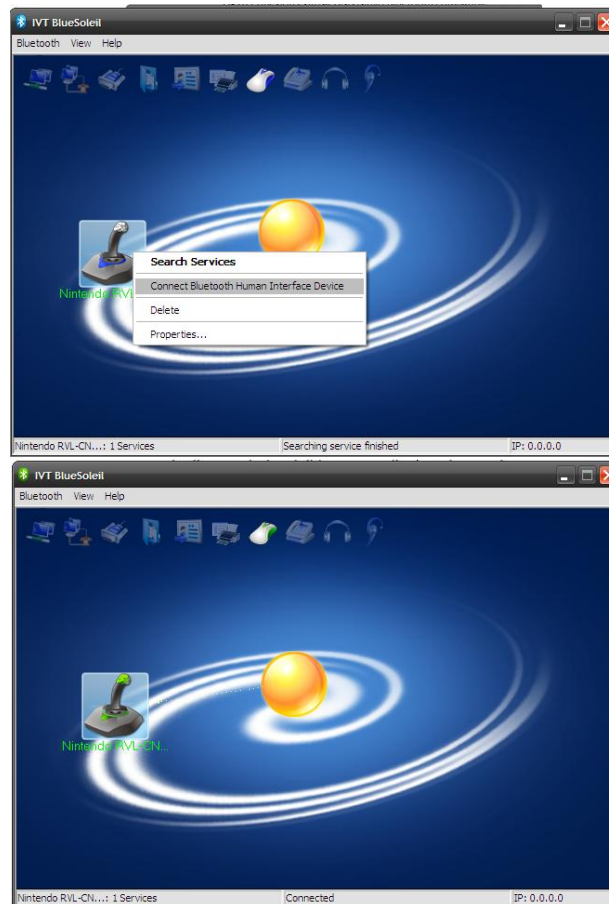 IVT BlueSoleil
Bluetooth View Help
Search Services
Nintendo RVL
Connect Bluetooth Human Interface Device
Delete
Properties...
Nintendo RVL-CN...: 1 Services Searching service finished IP: 0.0.0.0
IVT BlueSoleil
Bluetooth View Help
Nintendo RVL-CN...
Nintendo RVL-CN...: 1 Services Connected IP: 0.0.0.0